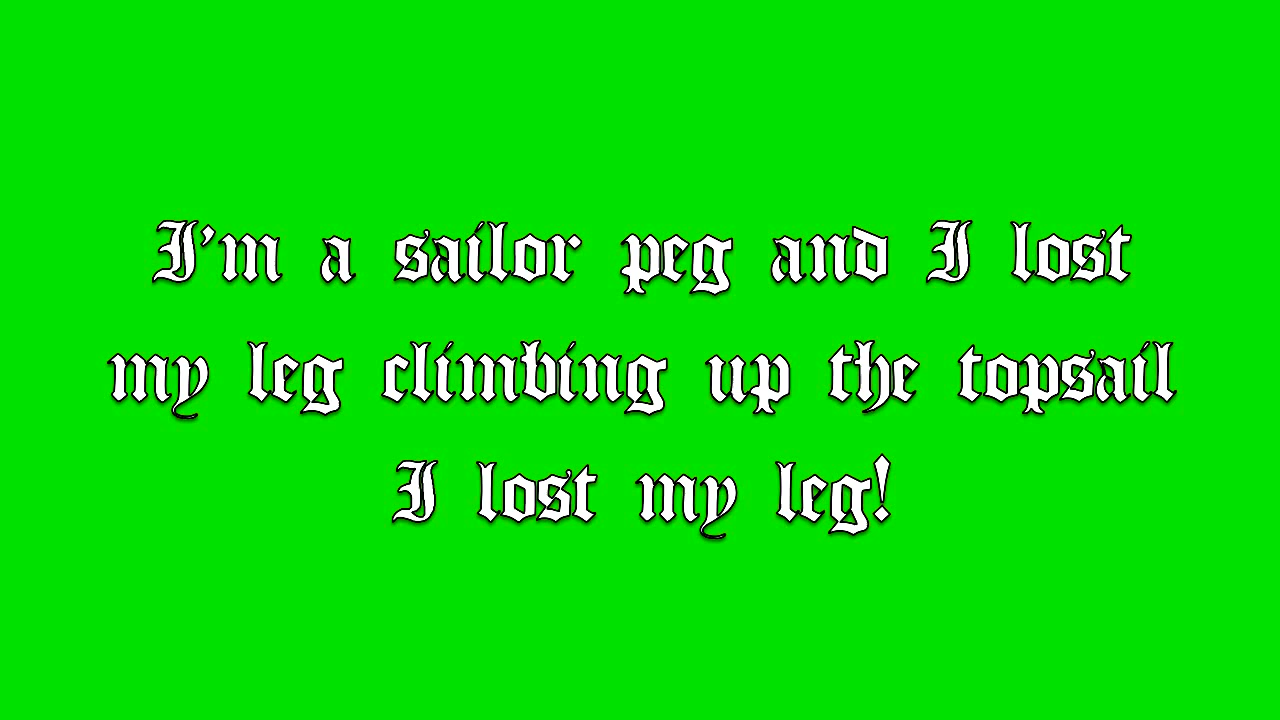 I'm a sailor peg and I lost
my leg climbing up the topsail
I lost my leg!